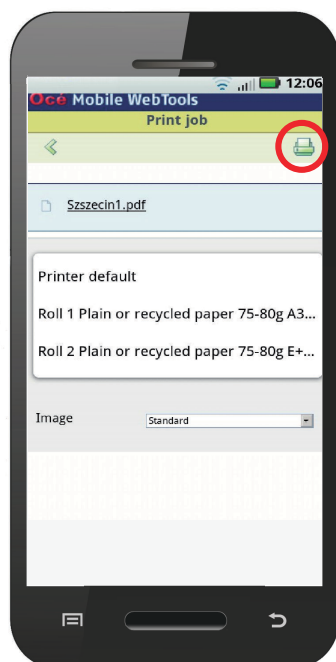 12:06
Océ Mobile WebTools
Print job
Szszecin1.pdf
Printer default
Roll 1 Plain or recycled paper 75-80g A3...
Roll 2 Plain or recycled paper 75-80g E+...
Image Standard